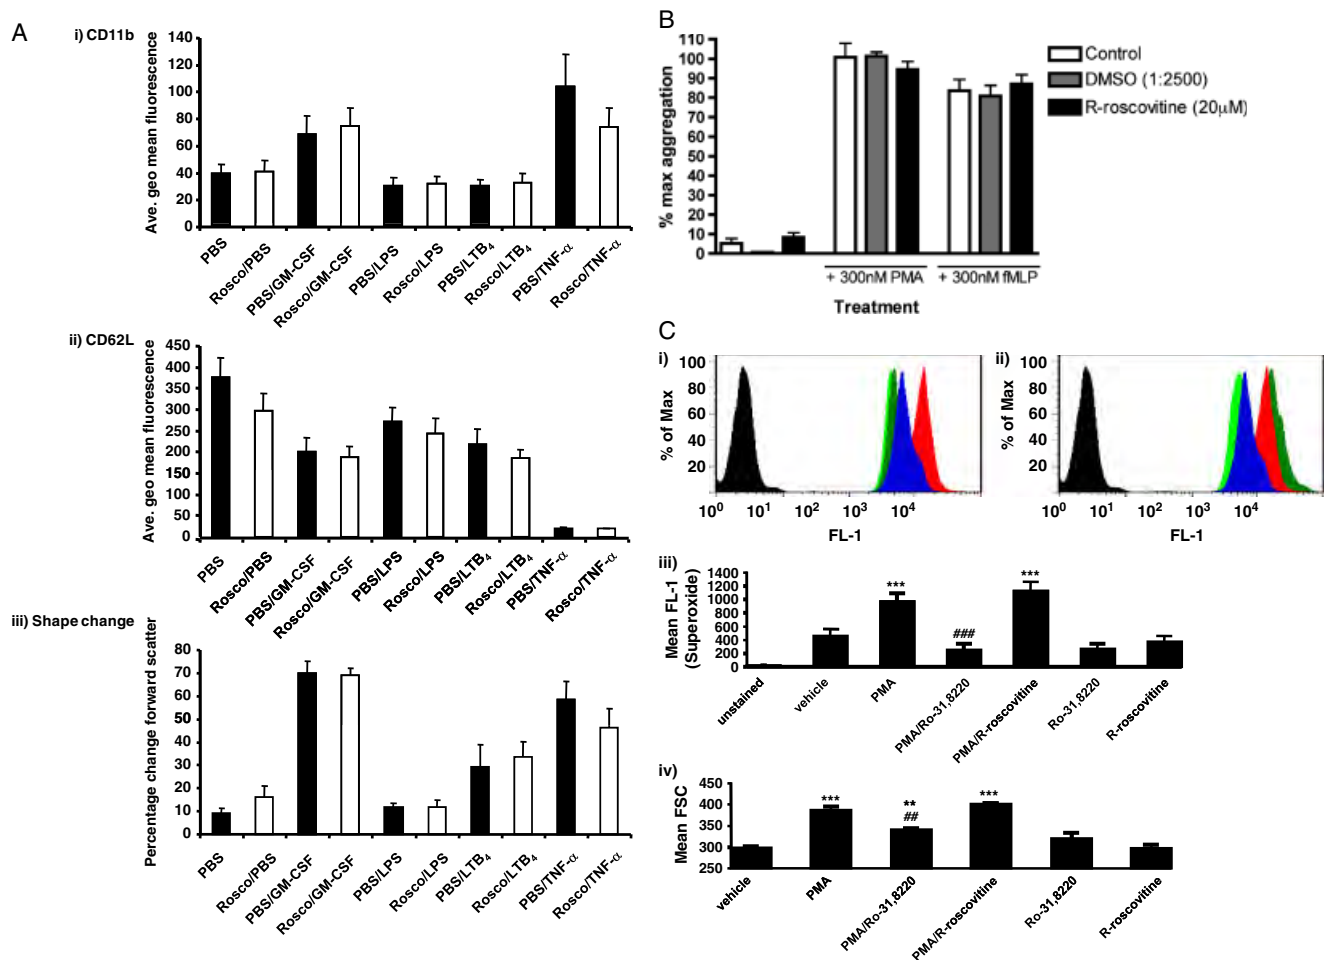 A
i) CD11b
Ave. geo mean fluorescence
140
120
100
80
60
40
20
0
PBS
Rosco/PBS
PBS/GM-CSF
Rosco/GM-CSF
PBS/LPS
Rosco/LPS
PBS/LTB4
Rosco/LTB4
PBS/TNF-α
Rosco/TNF-α
ii) CD62L
Ave. geo mean fluorescence
450
400
350
300
250
200
150
100
50
0
PBS
Rosco/PBS
PBS/GM-CSF
Rosco/GM-CSF
PBS/LPS
Rosco/LPS
PBS/LTB4
Rosco/LTB4
PBS/TNF-α
Rosco/TNF-α
iii) Shape change
Percentage change forward scatter
80
70
60
50
40
30
20
10
0
PBS
Rosco/PBS
PBS/GM-CSF
Rosco/GM-CSF
PBS/LPS
Rosco/LPS
PBS/LTB4
Rosco/LTB4
PBS/TNF-α
Rosco/TNF-α
B
% max aggregation
110
100
90
80
70
60
50
40
30
20
10
0
+ 300nM PMA
+ 300nM fMLP
Treatment
Control
DMSO (1:2500)
R-roscovitine (20µM)
C
i)
% of Max
100
80
60
40
20
10^0 10^1 10^2 10^3 10^4
FL-1
ii)
% of Max
100
80
60
40
20
10^0 10^1 10^2 10^3 10^4
FL-1
iii)
Mean FL-1
(Superoxide)
1400
1200
1000
800
600
400
200
0
***
###
***
unstained
vehicle
PMA
PMA/Ro-31,8220
PMA/R-roscovitine
Ro-31,8220
R-roscovitine
iv)
Mean FSC
450
400
350
300
250
***
**
##
***
vehicle
PMA
PMA/Ro-31,8220
PMA/R-roscovitine
Ro-31,8220
R-roscovitine